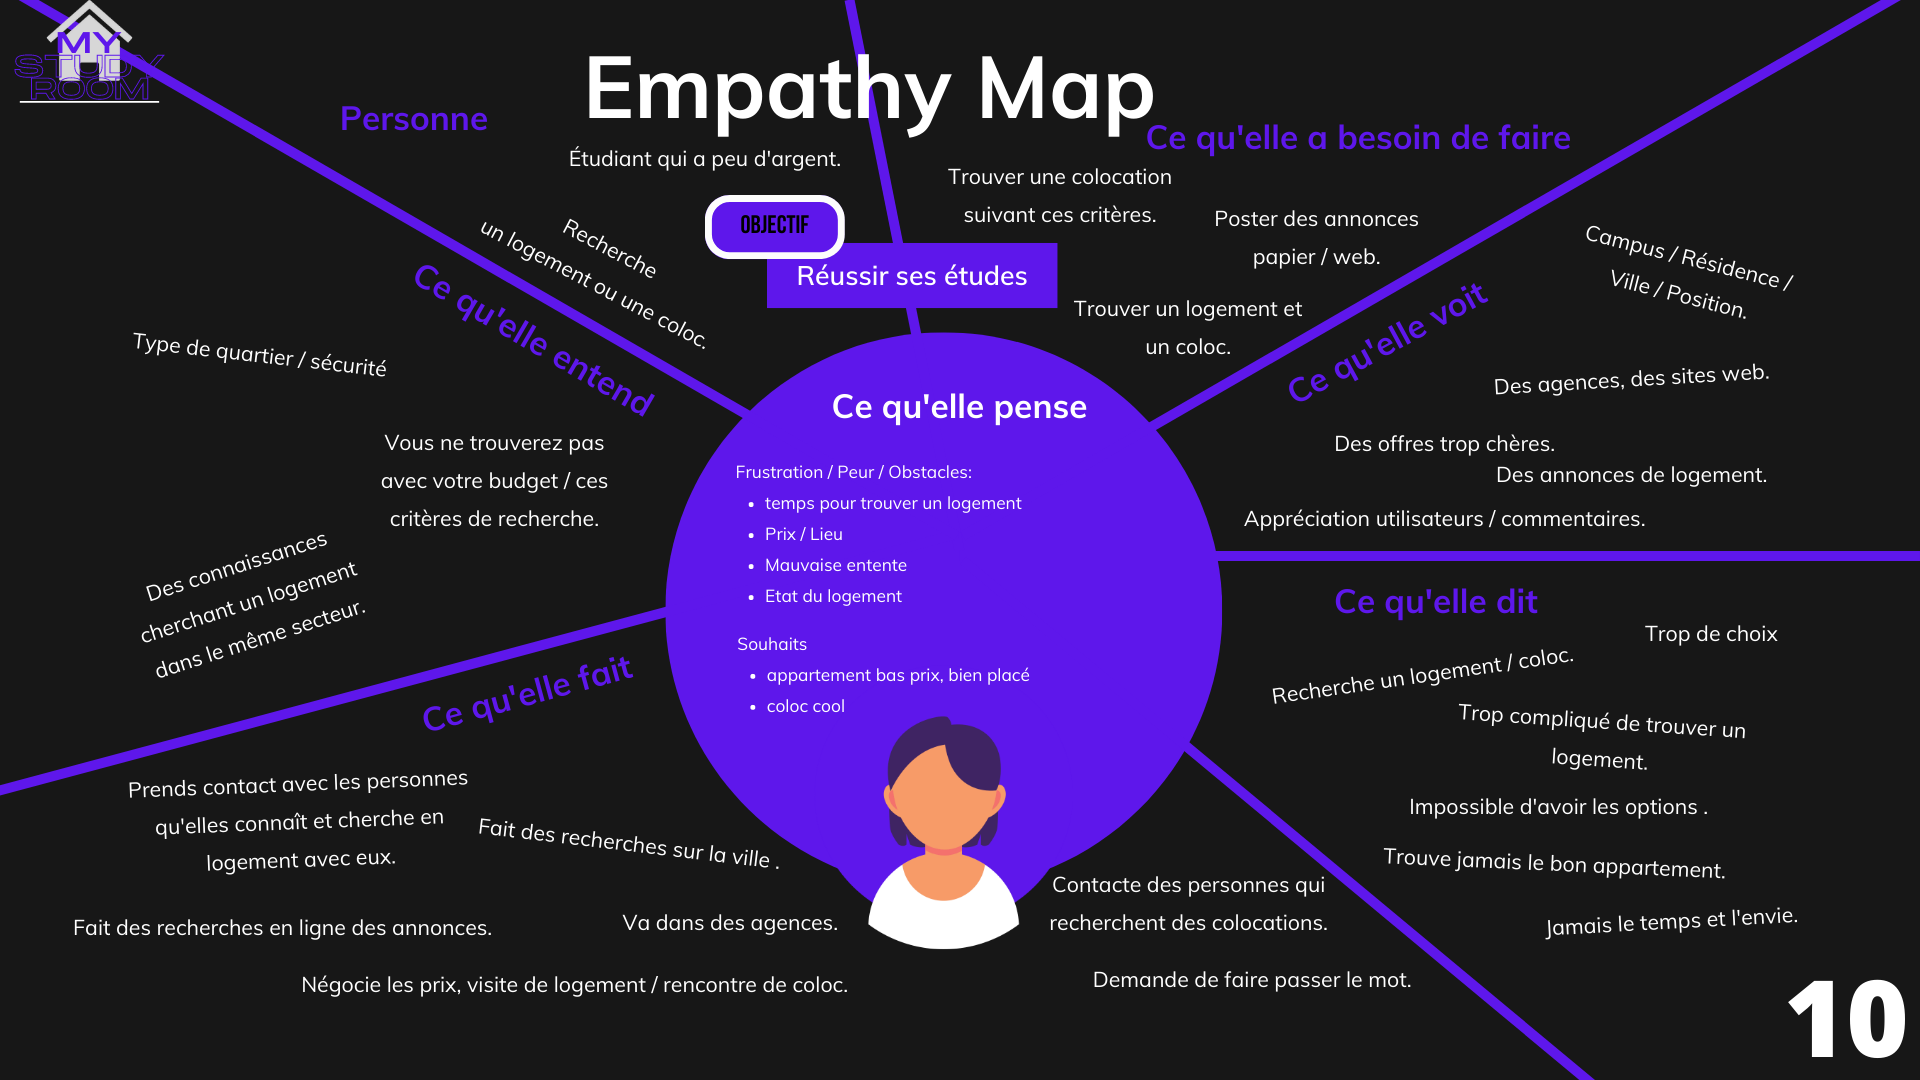 MY
STUDY
ROOM
Empathy Map
Personne
Étudiant qui a peu d'argent.
Recherche
un logement ou une coloc.
OBJECTIF
Réussir ses études
Ce qu'elle a besoin de faire
Trouver une colocation
suivant ces critères.
Poster des annonces
papier / web.
Trouver un logement et
un coloc.
Ce qu'elle entend
Type de quartier / sécurité
Vous ne trouverez pas
avec votre budget / ces
critères de recherche.
Des connaissances
cherchant un logement
dans le même secteur.
Ce qu'elle voit
Campus / Résidence /
Ville / Position.
Des agences, des sites web.
Des offres trop chères.
Des annonces de logement.
Appréciation utilisateurs / commentaires.
Ce qu'elle pense
Frustration / Peur / Obstacles:
• temps pour trouver un logement
• Prix / Lieu
• Mauvaise entente
• Etat du logement
Souhaits
• appartement bas prix, bien placé
• coloc cool
Ce qu'elle dit
Trop de choix
Recherche un logement / coloc.
Trop compliqué de trouver un
logement.
Impossible d'avoir les options .
Trouve jamais le bon appartement.
Jamais le temps et l'envie.
Ce qu'elle fait
Prends contact avec les personnes
qu'elles connaît et cherche en
logement avec eux.
Fait des recherches sur la ville .
Fait des recherches en ligne des annonces.
Va dans des agences.
Négocie les prix, visite de logement / rencontre de coloc.
Contacte des personnes qui
recherchent des colocations.
Demande de faire passer le mot.
10